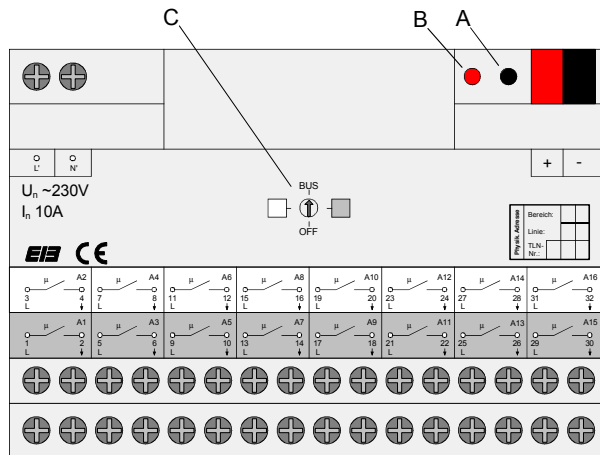 C
B A
L' N'
+ -
Uₙ ~230V
Iₙ 10A
BUS
OFF
Physik. Adresse
Bereich:
Linie:
TLN-
Nr.:
EIB CE
µ A2 µ A4 µ A6 µ A8 µ A10 µ A12 µ A14 µ A16
3 4 7 8 11 12 15 16 19 20 23 24 27 28 31 32
L L L L L L L L
µ A1 µ A3 µ A5 µ A7 µ A9 µ A11 µ A13 µ A15
1 2 5 6 9 10 13 14 17 18 21 22 25 26 29 30
L L L L L L L L